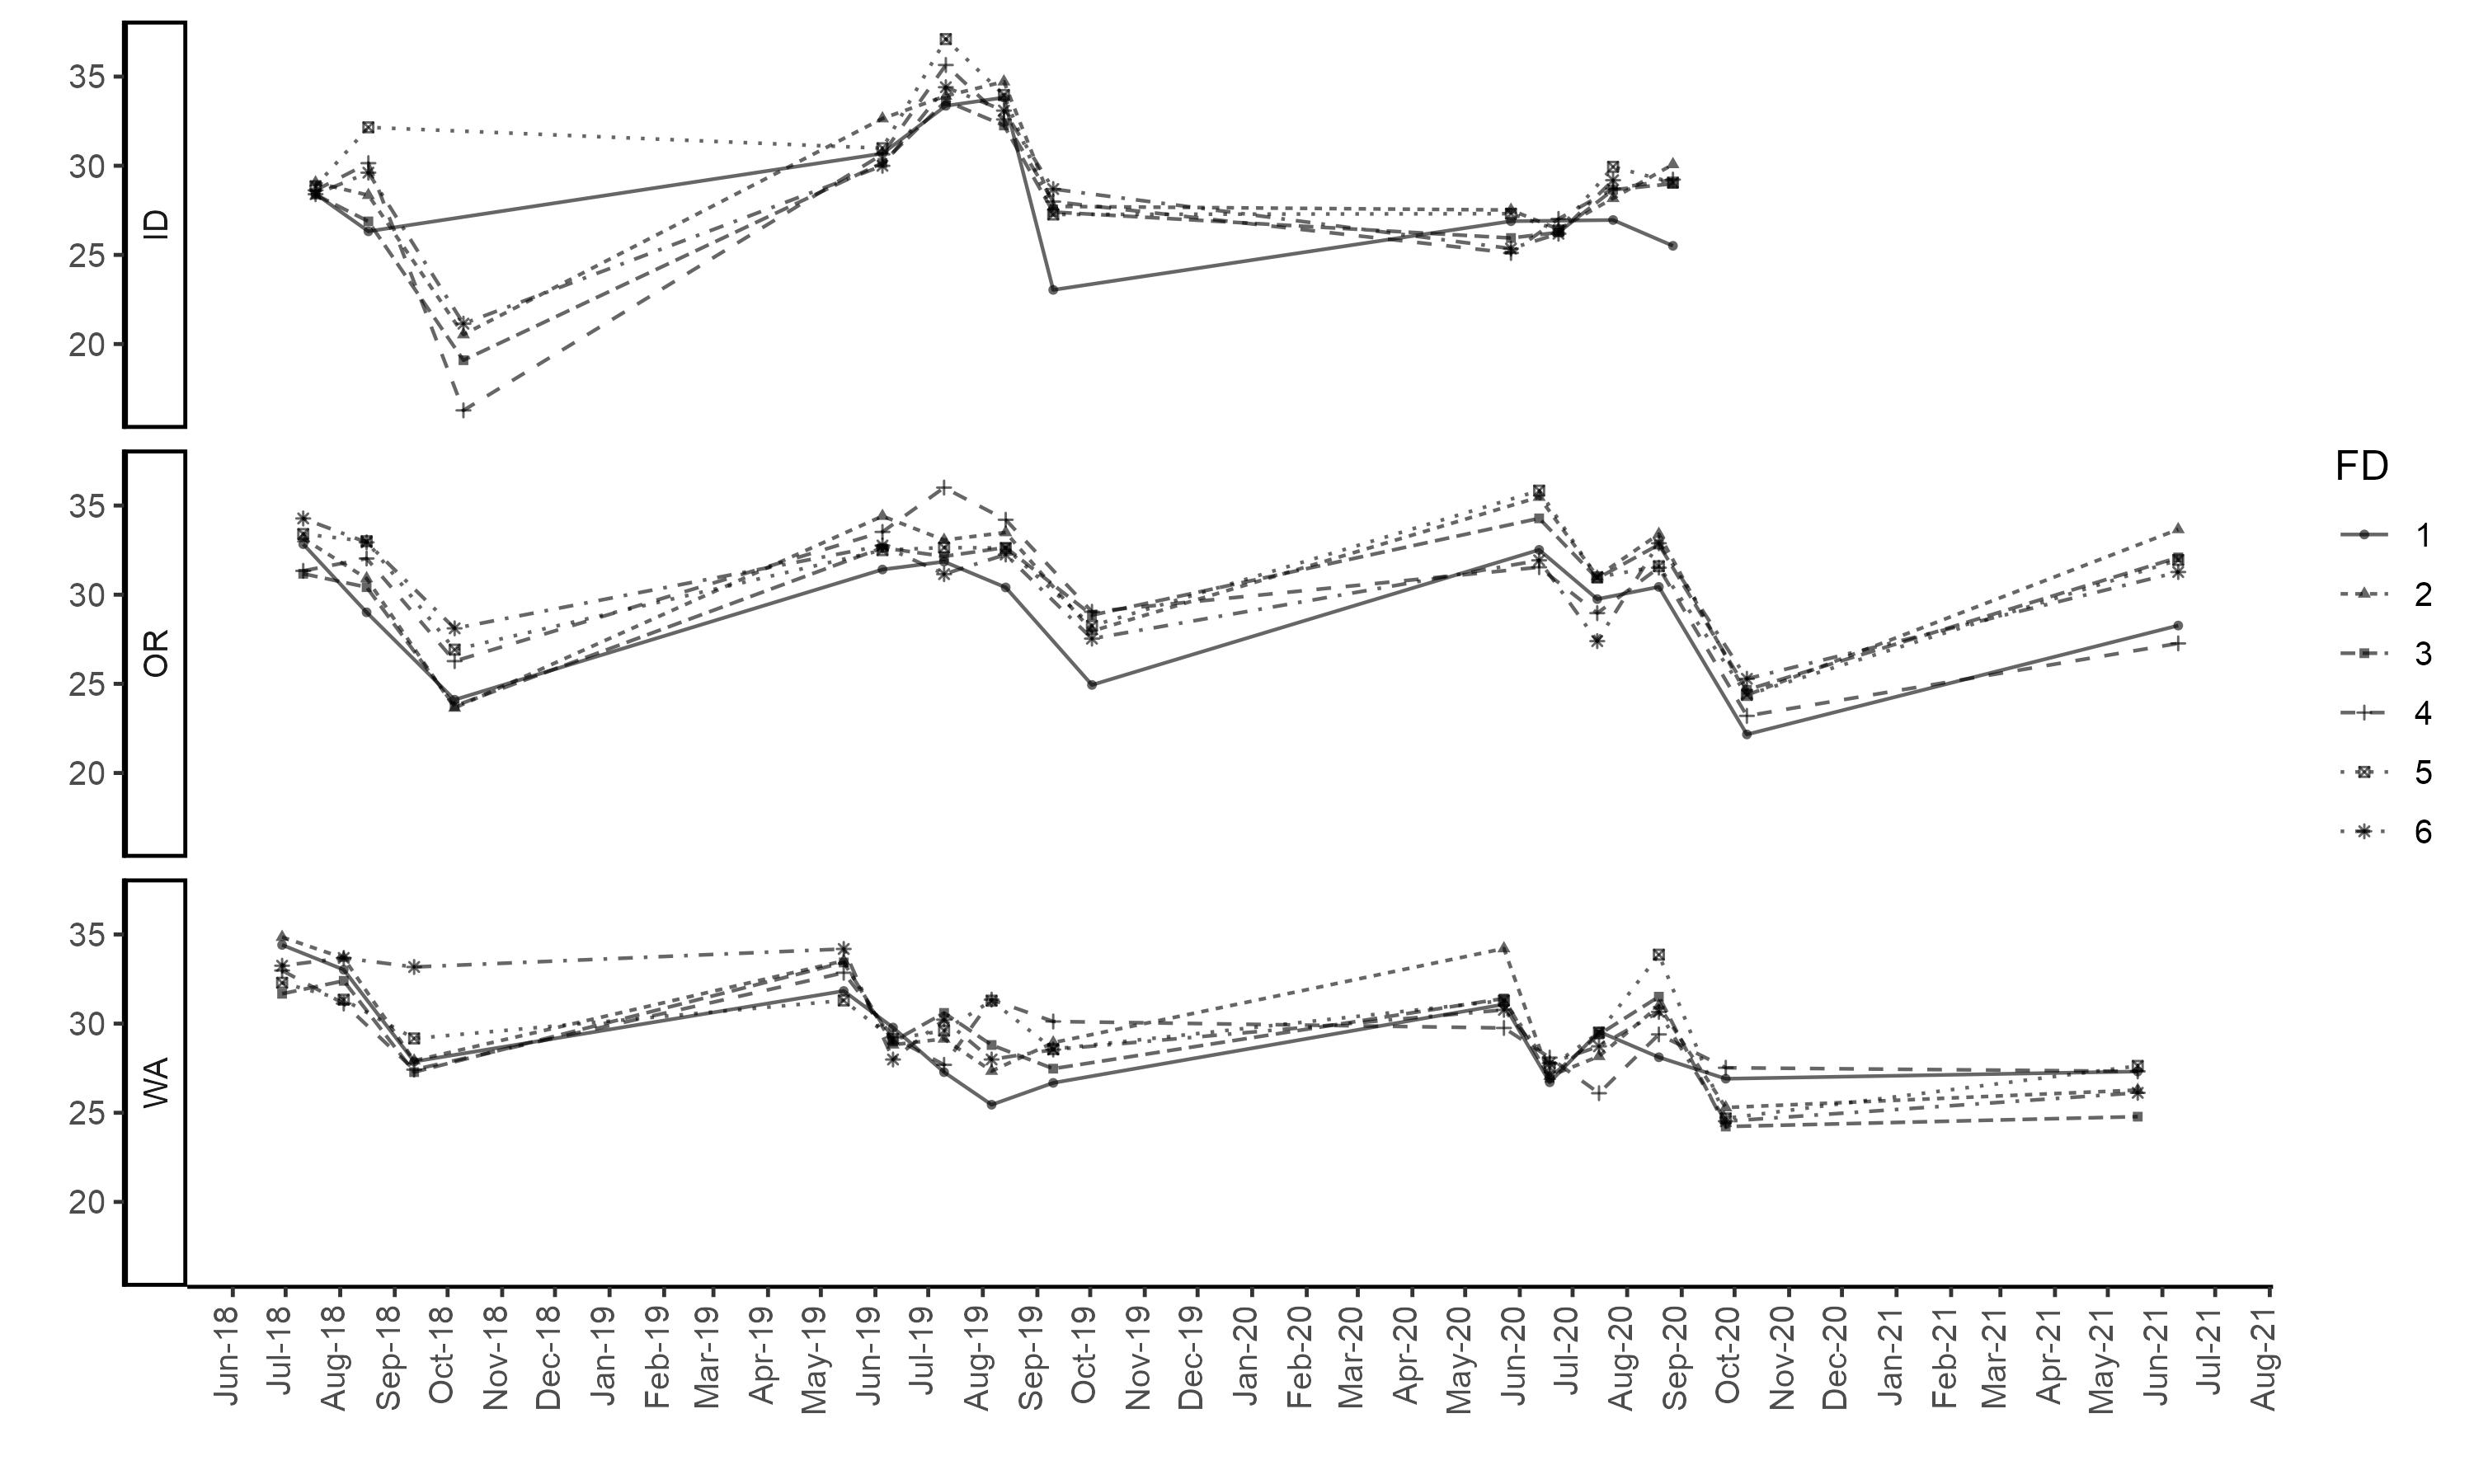 ID
35
30
25
20
OR
35
30
25
20
WA
35
30
25
20
FD
1
2
3
4
5
6
Jun-18
Jul-18
Aug-18
Sep-18
Oct-18
Nov-18
Dec-18
Jan-19
Feb-19
Mar-19
Apr-19
May-19
Jun-19
Jul-19
Aug-19
Sep-19
Oct-19
Nov-19
Dec-19
Jan-20
Feb-20
Mar-20
Apr-20
May-20
Jun-20
Jul-20
Aug-20
Sep-20
Oct-20
Nov-20
Dec-20
Jan-21
Feb-21
Mar-21
Apr-21
May-21
Jun-21
Jul-21
Aug-21